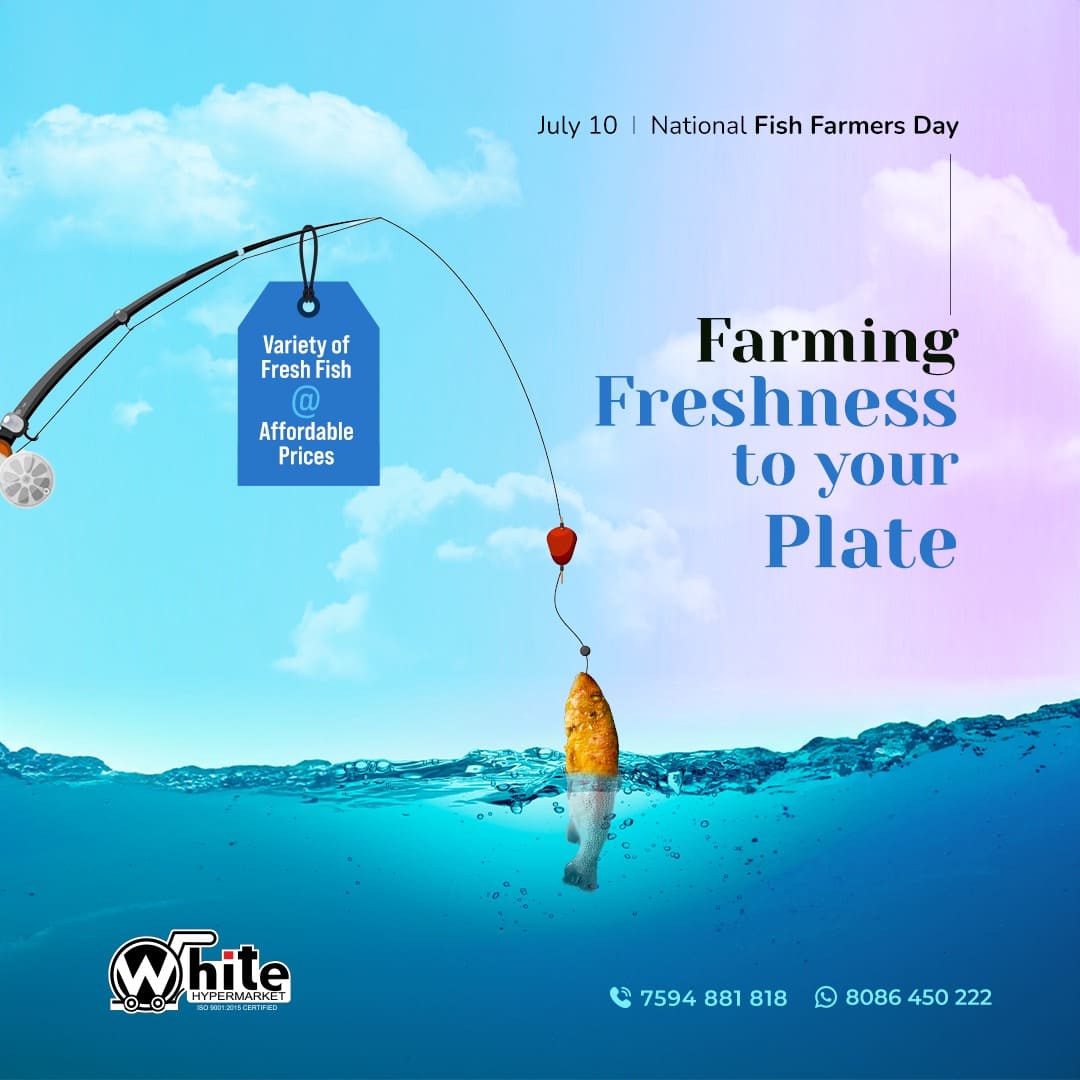 July 10 | National Fish Farmers Day
Farming
Freshness
to your
Plate
Variety of
Fresh Fish
@
Affordable
Prices
White
HYPERMARKET
ISO 9001:2015 CERTIFIED
7594 881 818
8086 450 222